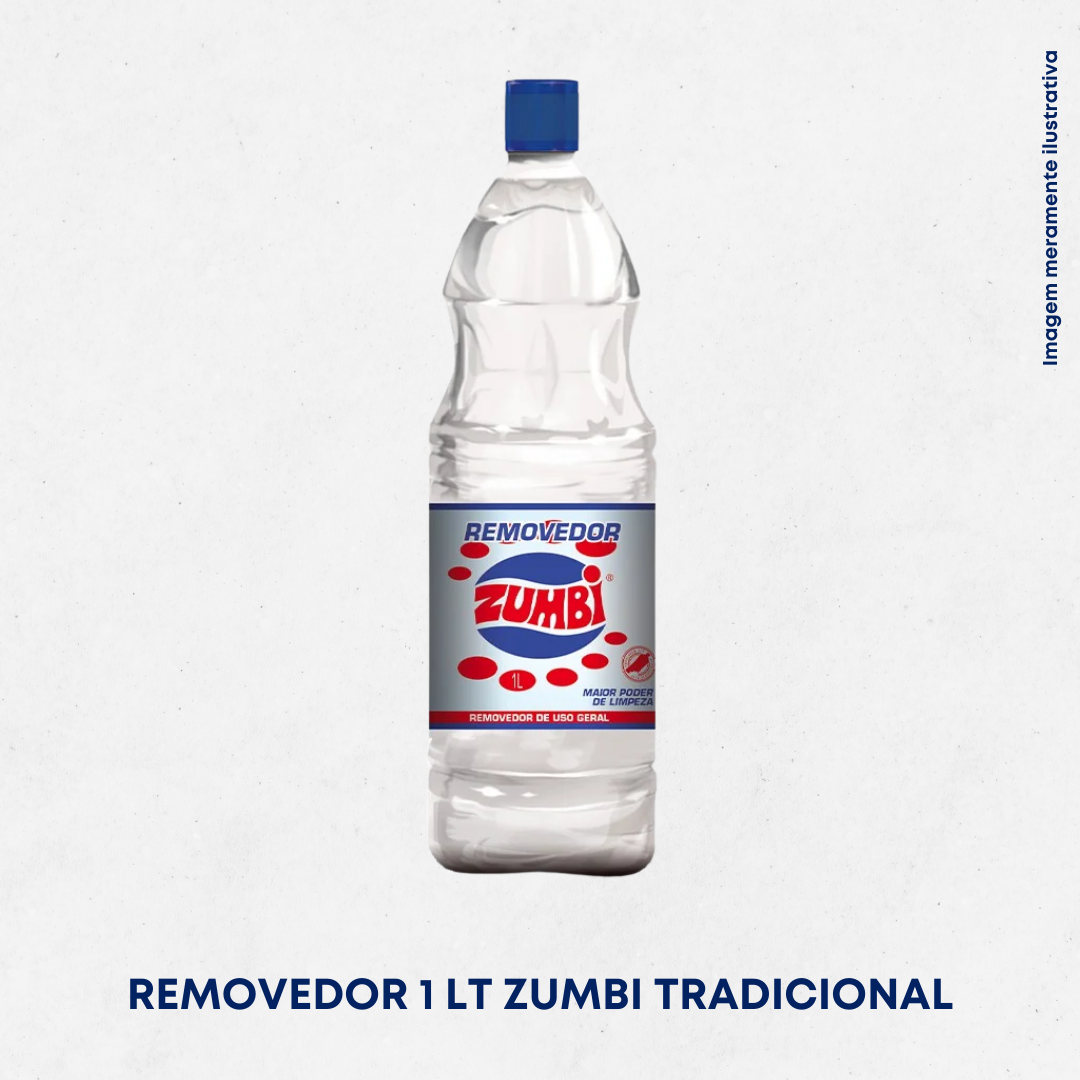 Imagem meramente ilustrativa
REMOVEDOR
ZUMBi®
1L
MAIOR PODER
DE LIMPEZA
REMOVEDOR DE USO GERAL
REMOVEDOR 1 LT ZUMBI TRADICIONAL